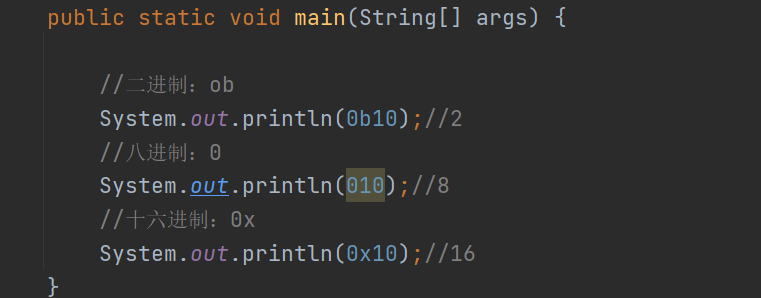 public static void main(String[] args) {
//二进制：ob
System.out.println(0b10);//2
//八进制：0
System.out.println(010);//8
//十六进制：0x
System.out.println(0x10);//16
}